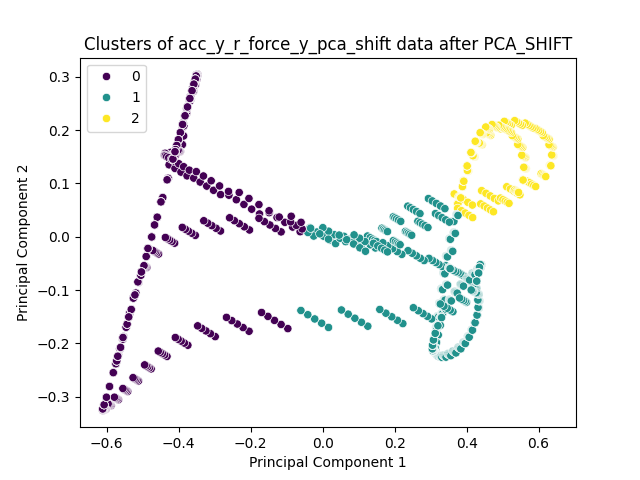 Clusters of acc_y_r_force_y_pca_shift data after PCA_SHIFT
0
1
2
Principal Component 2
0.3
0.2
0.1
0.0
−0.1
−0.2
−0.3
−0.6 −0.4 −0.2 0.0 0.2 0.4 0.6
Principal Component 1